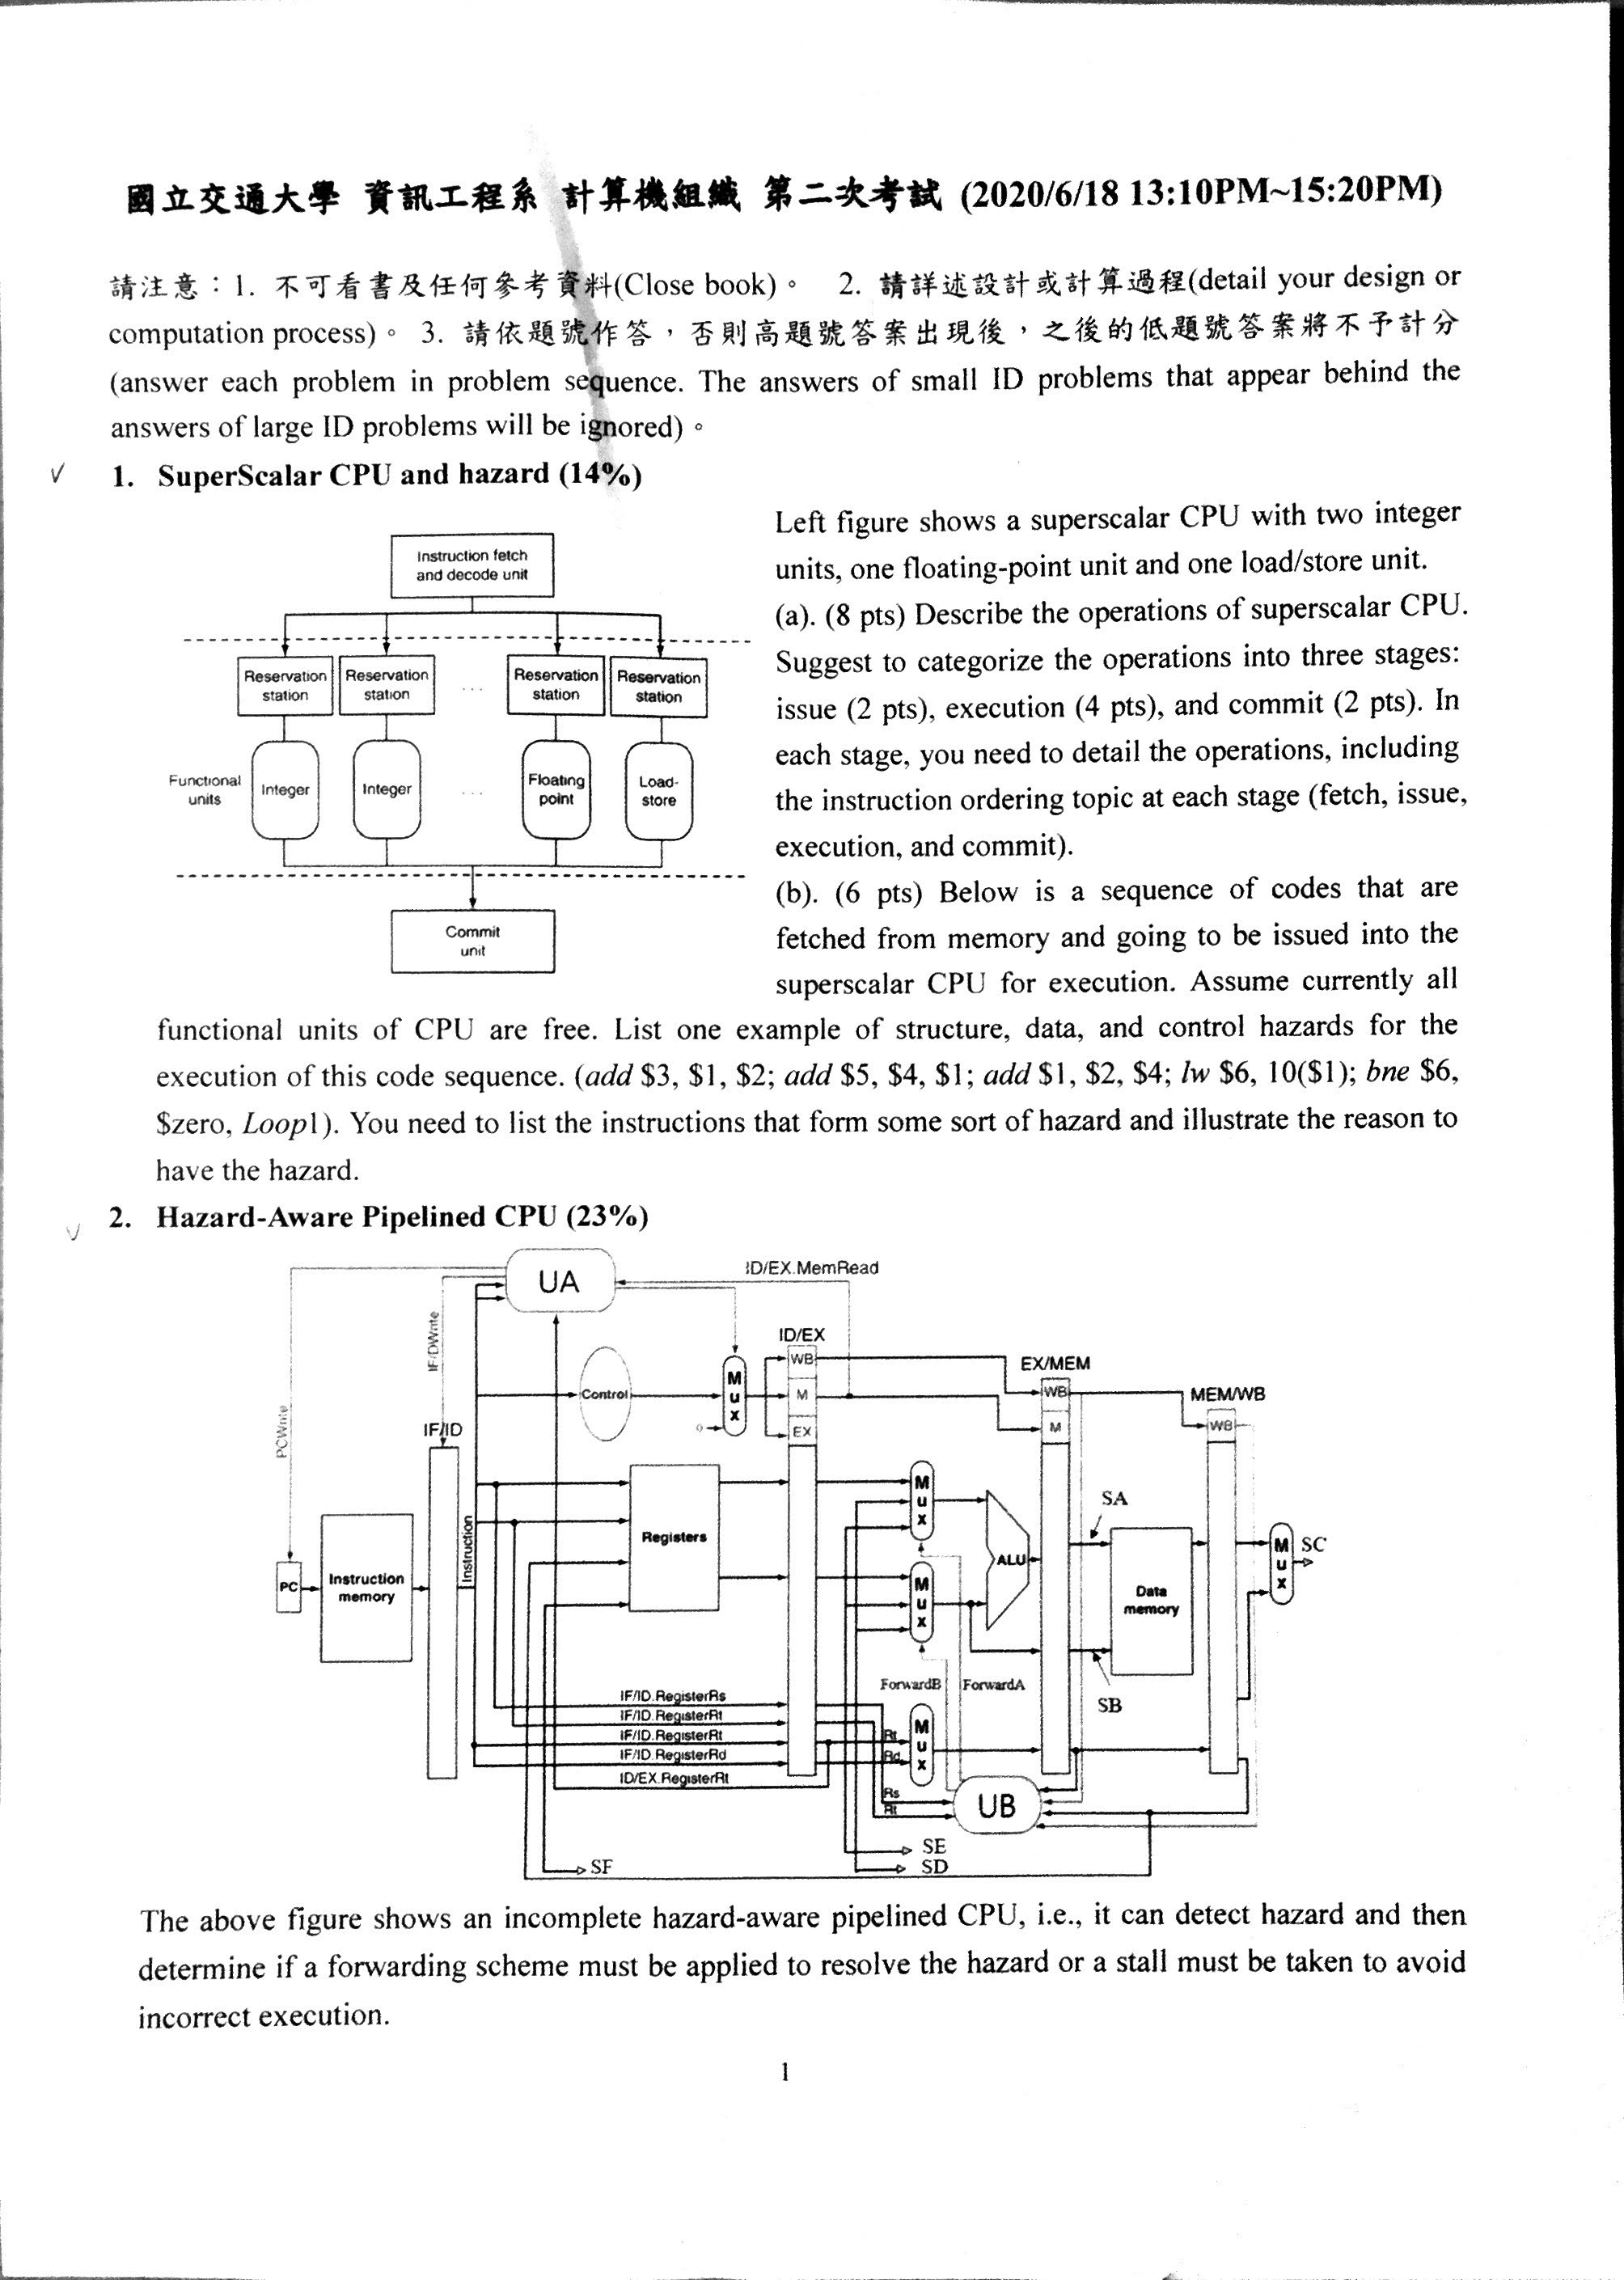 國立交通大學 資訊工程系 計算機組織 第二次考試 (2020/6/18 13:10PM~15:20PM)
請注意：1. 不可看書及任何參考資料(Close book)。 2. 請詳述設計或計算過程(detail your design or
computation process)。 3. 請依題號作答，否則高題號答案出現後，之後的低題號答案將不予計分
(answer each problem in problem sequence. The answers of small ID problems that appear behind the
answers of large ID problems will be ignored)。
1. SuperScalar CPU and hazard (14%)
Instruction fetch
and decode unit
Reservation station
Reservation station
...
Reservation station
Reservation station
Functional units
Integer
Integer
...
Floating point
Load-store
Commit
unit
Left figure shows a superscalar CPU with two integer
units, one floating-point unit and one load/store unit.
(a). (8 pts) Describe the operations of superscalar CPU.
Suggest to categorize the operations into three stages:
issue (2 pts), execution (4 pts), and commit (2 pts). In
each stage, you need to detail the operations, including
the instruction ordering topic at each stage (fetch, issue,
execution, and commit).
(b). (6 pts) Below is a sequence of codes that are
fetched from memory and going to be issued into the
superscalar CPU for execution. Assume currently all
functional units of CPU are free. List one example of structure, data, and control hazards for the
execution of this code sequence. (add $3, $1, $2; add $5, $4, $1; add $1, $2, $4; lw $6, 10($1); bne $6,
$zero, Loop1). You need to list the instructions that form some sort of hazard and illustrate the reason to
have the hazard.
2. Hazard-Aware Pipelined CPU (23%)
UA
ID/EX.MemRead
IF/DWrite
ID/EX
WB
EX/MEM
Control
Mux
M
WB
MEM/WB
PCWrite
0
EX
M
WB
IF/ID
Mux
SA
Instruction
Registers
Mux
SC
PC
Instruction
memory
ALU
Mux
Data
memory
ForwardB
ForwardA
SB
IF/ID.RegisterRs
IF/ID.RegisterRt
IF/ID.RegisterRt
IF/ID.RegisterRd
ID/EX.RegisterRt
Rt
Rd
Mux
Rs
Rt
UB
SE
SF
SD
The above figure shows an incomplete hazard-aware pipelined CPU, i.e., it can detect hazard and then
determine if a forwarding scheme must be applied to resolve the hazard or a stall must be taken to avoid
incorrect execution.
1